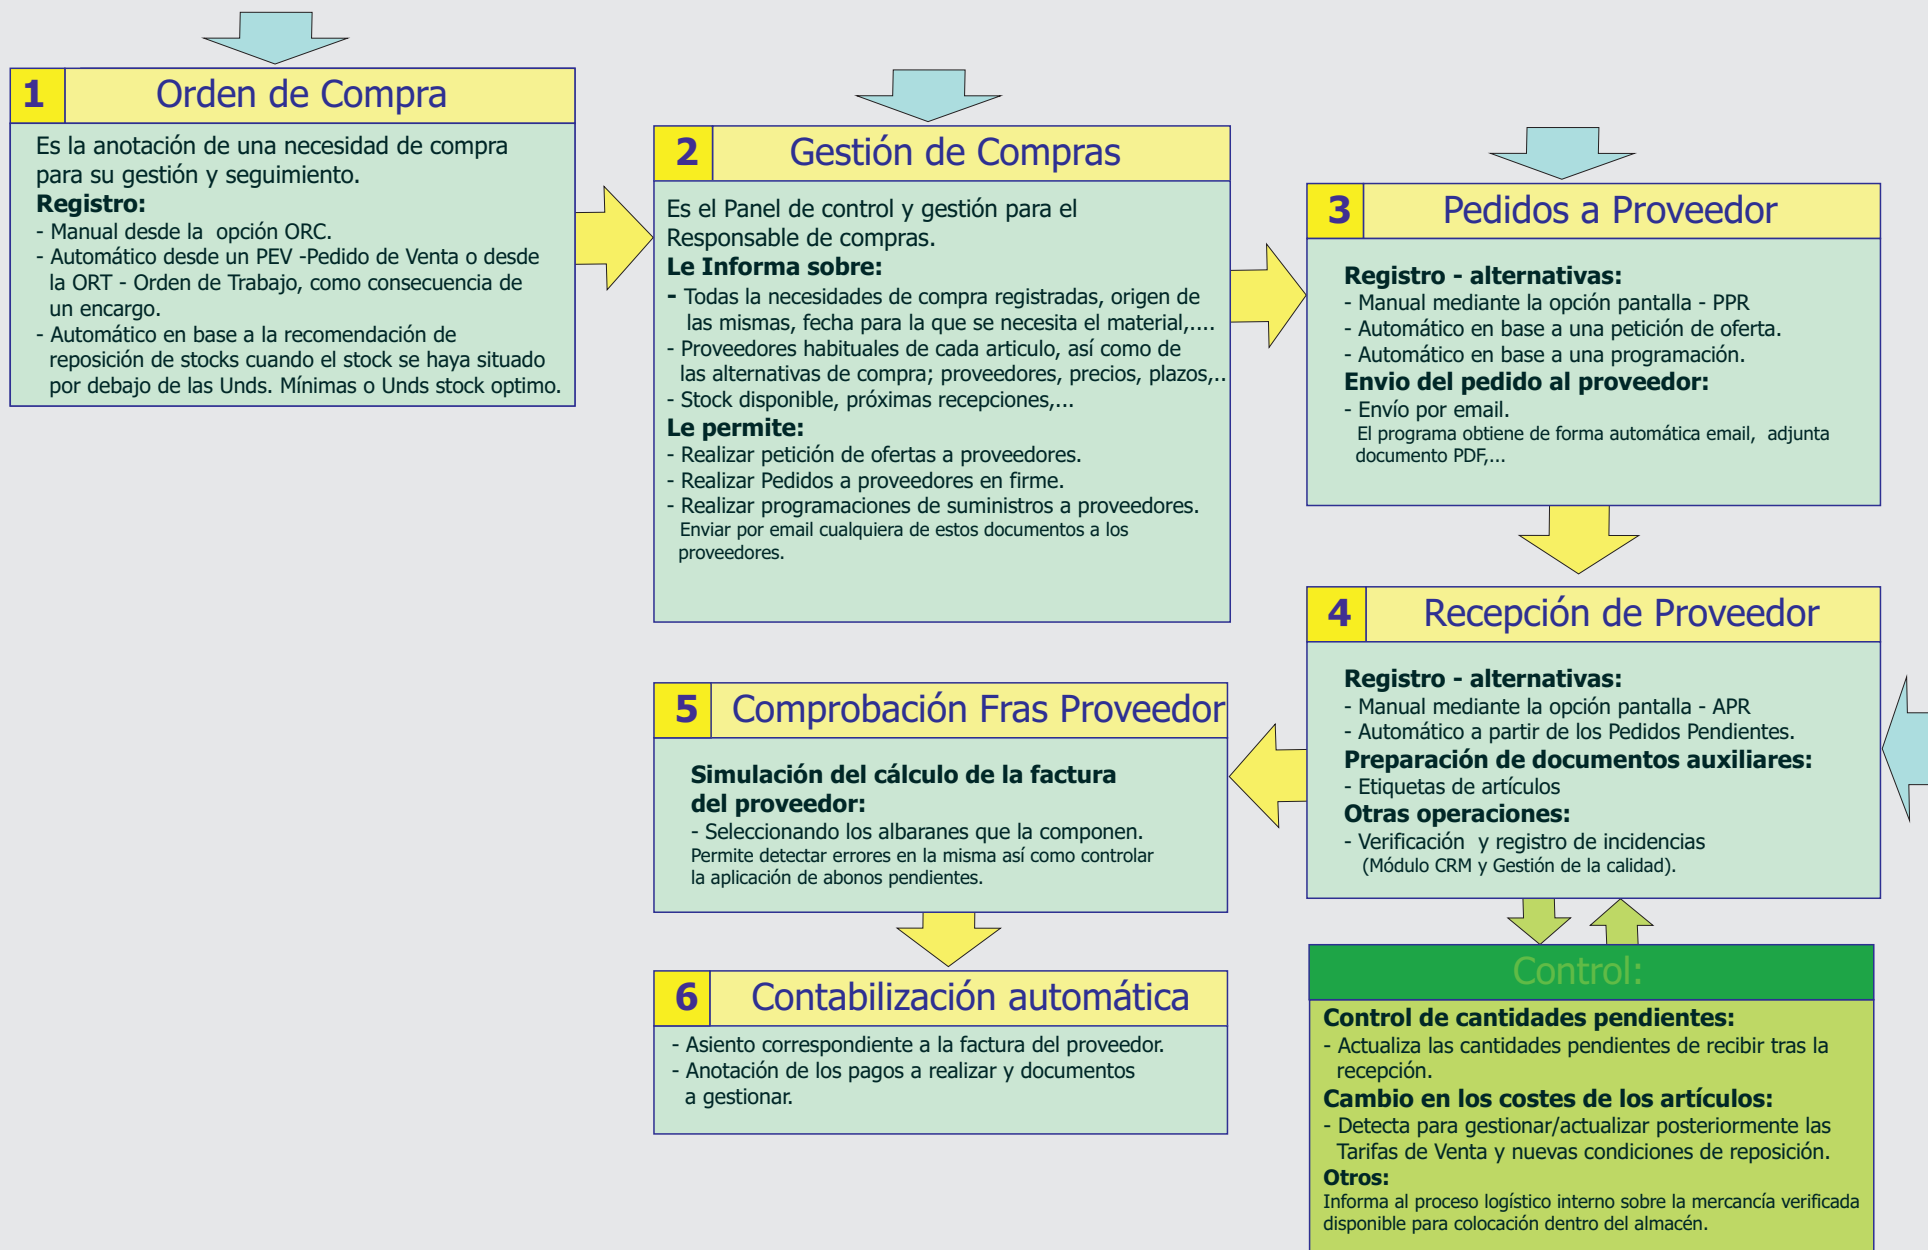 1 Orden de Compra
Es la anotación de una necesidad de compra
para su gestión y seguimiento.
Registro:
- Manual desde la opción ORC.
- Automático desde un PEV -Pedido de Venta o desde
la ORT - Orden de Trabajo, como consecuencia de
un encargo.
- Automático en base a la recomendación de
reposición de stocks cuando el stock se haya situado
por debajo de las Unds. Mínimas o Unds stock optimo.
2 Gestión de Compras
Es el Panel de control y gestión para el
Responsable de compras.
Le Informa sobre:
- Todas la necesidades de compra registradas, origen de
las mismas, fecha para la que se necesita el material,....
- Proveedores habituales de cada articulo, así como de
las alternativas de compra; proveedores, precios, plazos,..
- Stock disponible, próximas recepciones,...
Le permite:
- Realizar petición de ofertas a proveedores.
- Realizar Pedidos a proveedores en firme.
- Realizar programaciones de suministros a proveedores.
Enviar por email cualquiera de estos documentos a los
proveedores.
3 Pedidos a Proveedor
Registro - alternativas:
- Manual mediante la opción pantalla - PPR
- Automático en base a una petición de oferta.
- Automático en base a una programación.
Envio del pedido al proveedor:
- Envío por email.
El programa obtiene de forma automática email, adjunta
documento PDF,...
4 Recepción de Proveedor
Registro - alternativas:
- Manual mediante la opción pantalla - APR
- Automático a partir de los Pedidos Pendientes.
Preparación de documentos auxiliares:
- Etiquetas de artículos
Otras operaciones:
- Verificación y registro de incidencias
(Módulo CRM y Gestión de la calidad).
5 Comprobación Fras Proveedor
Simulación del cálculo de la factura
del proveedor:
- Seleccionando los albaranes que la componen.
Permite detectar errores en la misma así como controlar
la aplicación de abonos pendientes.
6 Contabilización automática
- Asiento correspondiente a la factura del proveedor.
- Anotación de los pagos a realizar y documentos
a gestionar.
Control:
Control de cantidades pendientes:
- Actualiza las cantidades pendientes de recibir tras la
recepción.
Cambio en los costes de los artículos:
- Detecta para gestionar/actualizar posteriormente las
Tarifas de Venta y nuevas condiciones de reposición.
Otros:
Informa al proceso logístico interno sobre la mercancía verificada
disponible para colocación dentro del almacén.